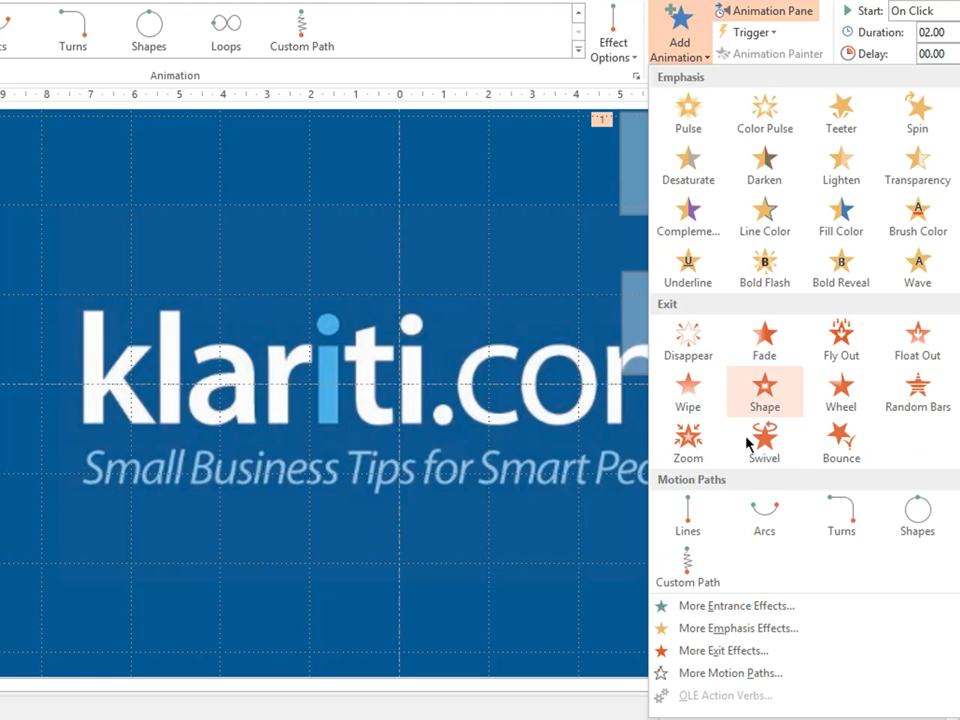 cs
Turns
Shapes
Loops
Custom Path
Effect
Options
Add
Animation
Animation Pane
Trigger
Animation Painter
Start: On Click
Duration: 02.00
Delay: 00.00
Animation
9 8 7 6 5 4 3 2 1 0 1 2 3 4 5
1
klariti.com
Small Business Tips for Smart Peo
Emphasis
Pulse Color Pulse Teeter Spin
Desaturate Darken Lighten Transparency
Compleme... Line Color Fill Color Brush Color
Underline Bold Flash Bold Reveal Wave
Exit
Disappear Fade Fly Out Float Out
Wipe Shape Wheel Random Bars
Zoom Swivel Bounce
Motion Paths
Lines Arcs Turns Shapes
Custom Path
More Entrance Effects...
More Emphasis Effects...
More Exit Effects...
More Motion Paths...
OLE Action Verbs...